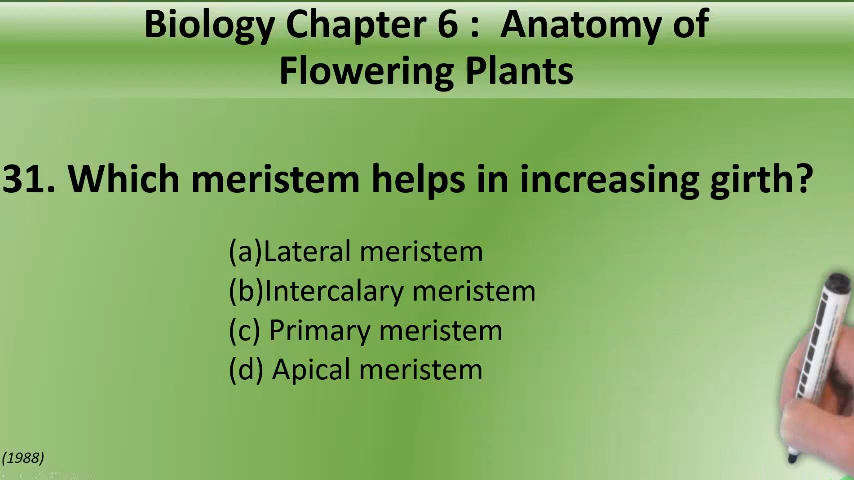 Biology Chapter 6 :  Anatomy of
Flowering Plants
31. Which meristem helps in increasing girth?
(a)Lateral meristem
(b)Intercalary meristem
(c) Primary meristem
(d) Apical meristem
(1988)